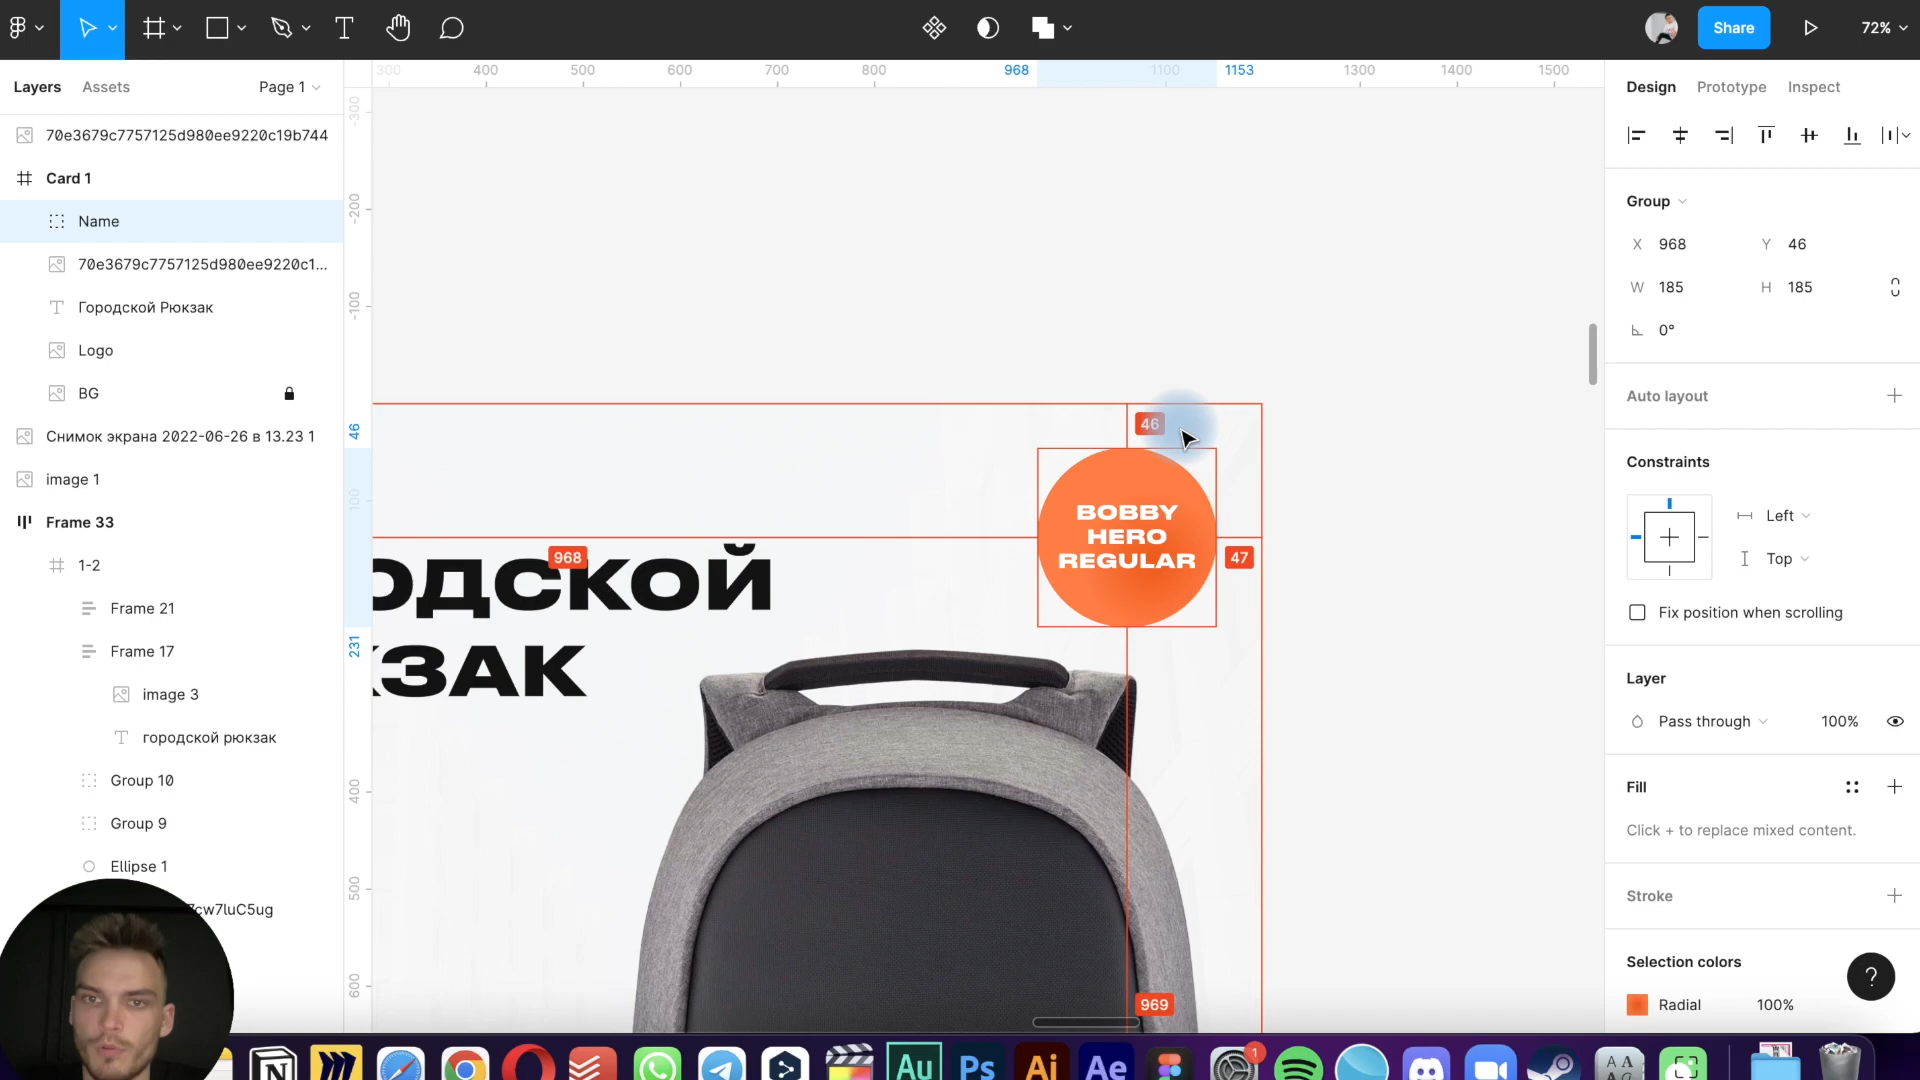 Share
72%
Layers
Assets
Page 1
300
400
500
600
700
800
968
1100
1153
1300
1400
1500
Design
Prototype
Inspect
70e3679c7757125d980ee9220c19b744
Card 1
Name
70e3679c7757125d980ee9220c1...
Городской Рюкзак
Logo
BG
Снимок экрана 2022-06-26 в 13.23 1
image 1
Frame 33
1-2
Frame 21
Frame 17
image 3
городской рюкзак
Group 10
Group 9
Ellipse 1
7cw7luC5ug
-300
-200
-100
46
100
231
400
500
600
46
968
47
969
ОДСКОЙ
КЗАК
BOBBY
HERO
REGULAR
Group
X 968
Y 46
W 185
H 185
0°
Auto layout
Constraints
Left
Top
Fix position when scrolling
Layer
Pass through
100%
Fill
Click + to replace mixed content.
Stroke
Selection colors
Radial
100%
?
Au
Ps
Ai
Ae
1